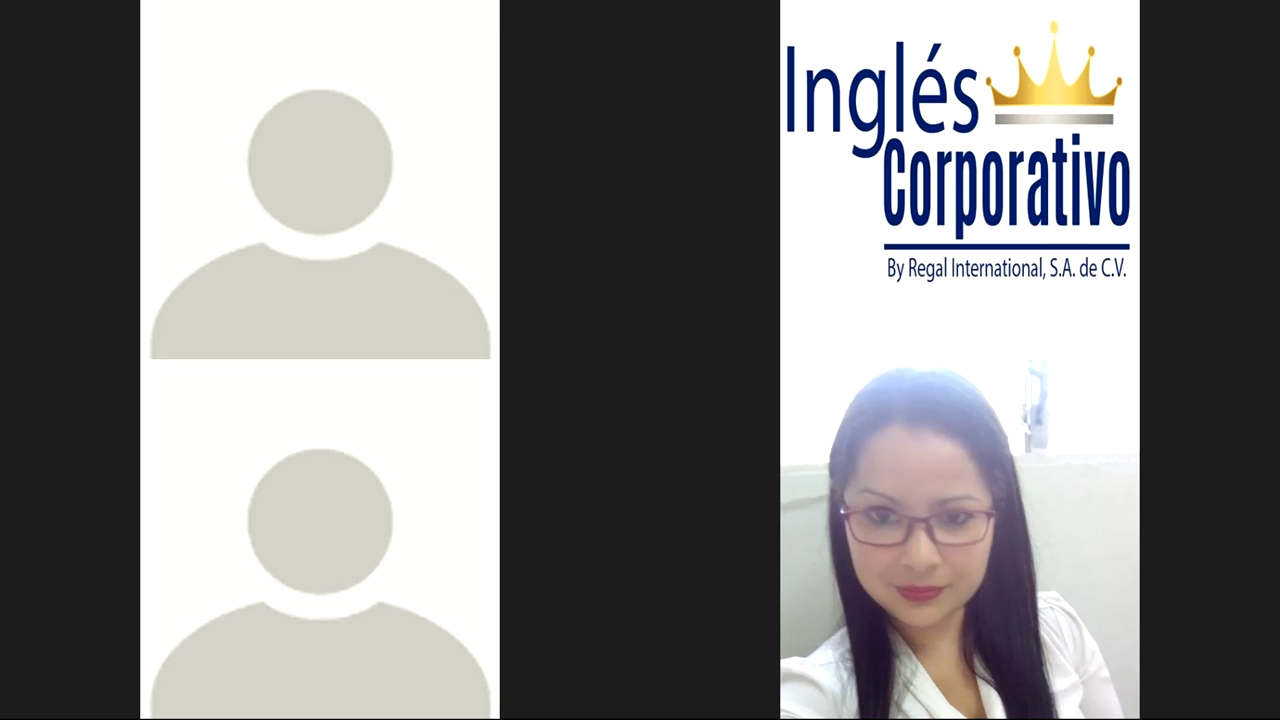 Inglés
Corporativo
By Regal International, S.A. de C.V.